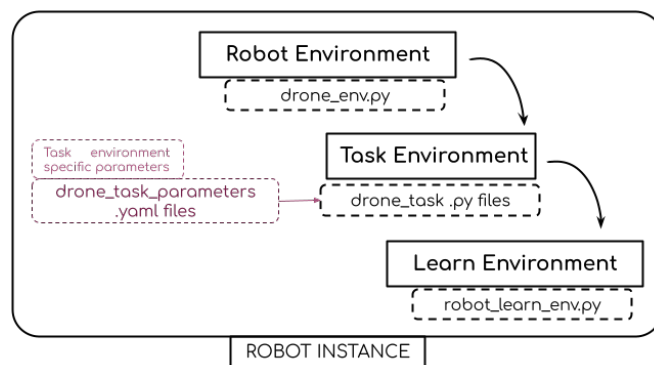 Robot Environment
drone_env.py
Task environment
specific parameters
drone_task_parameters
.yaml files
Task Environment
drone_task .py files
Learn Environment
robot_learn_env.py
ROBOT INSTANCE